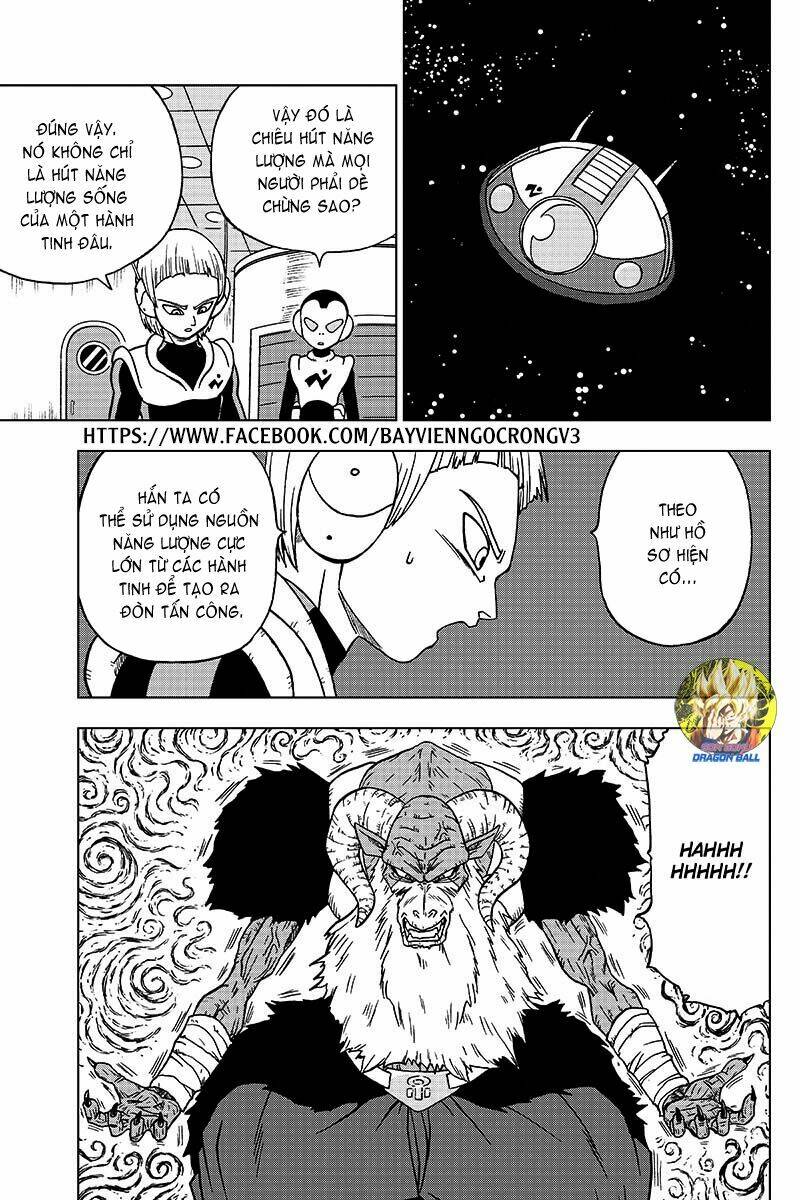 VẬY ĐÓ LÀ
CHIÊU HÚT NĂNG
LƯỢNG MÀ MỌI
NGƯỜI PHẢI DÈ
CHỪNG SAO?
ĐÚNG VẬY.
NÓ KHÔNG CHỈ
LÀ HÚT NĂNG
LƯỢNG SỐNG
CỦA MỘT HÀNH
TINH ĐÂU.
HTTPS://WWW.FACEBOOK.COM/BAYVIENNGOCRONGV3
THEO
NHƯ HỒ
SƠ HIỆN
CÓ...
HẮN TA CÓ
THỂ SỬ DỤNG NGUỒN
NĂNG LƯỢNG CỰC
LỚN TỪ CÁC HÀNH
TINH ĐỂ TẠO RA
ĐÒN TẤN CÔNG.
DRAGON BALL
HAHHH
HHHHH!!